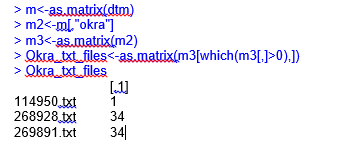 > m<-as.matrix(dtm)
> m2<-m[,"okra"]
> m3<-as.matrix(m2)
> Okra_txt_files<-as.matrix(m3[which(m3[,]>0),])
> Okra_txt_files
[,1]
114950.txt 1
268928.txt 34
269891.txt 34